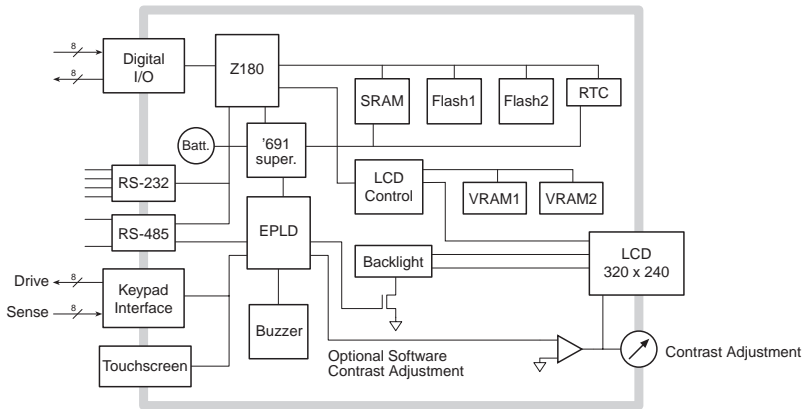 8
Digital
I/O
8
Z180
SRAM
Flash1
Flash2
RTC
Batt.
'691
super.
RS-232
LCD
Control
VRAM1
VRAM2
RS-485
EPLD
Backlight
LCD
320 x 240
Drive
8
Keypad
Interface
Sense
8
Buzzer
Touchscreen
Optional Software
Contrast Adjustment
Contrast Adjustment